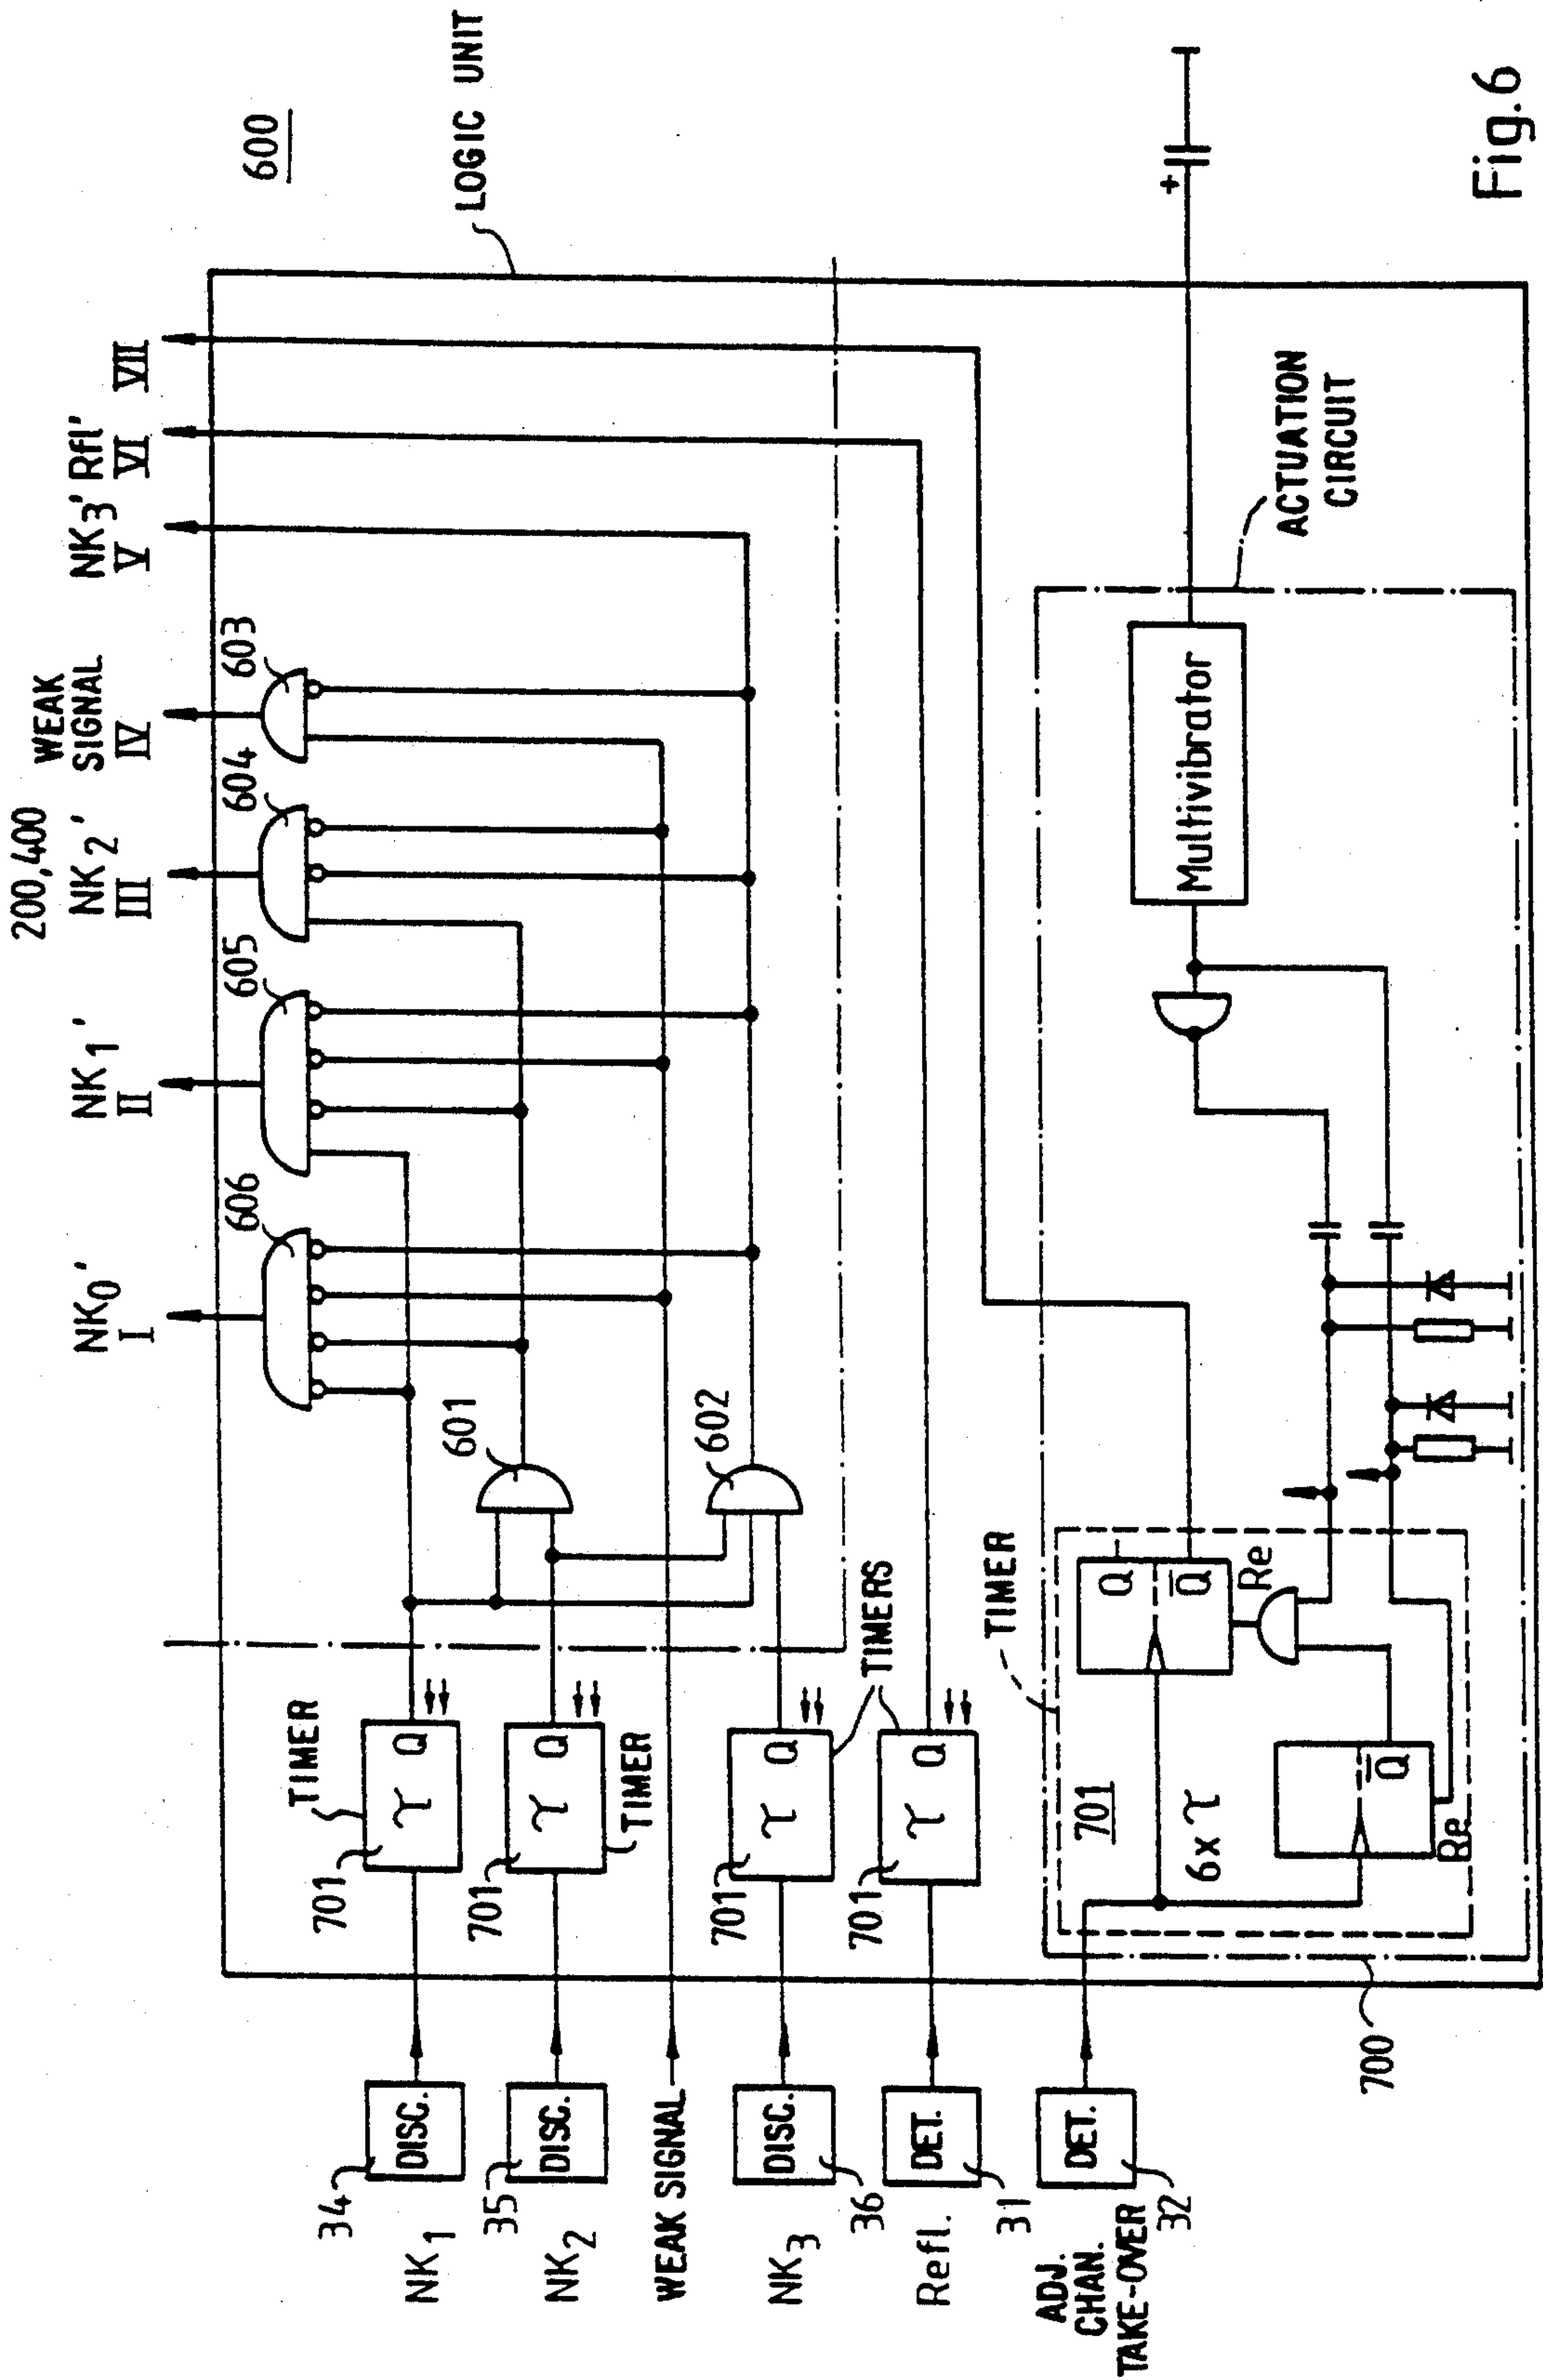 600
LOGIC UNIT
200,400
NK0'
I
NK1'
II
NK2'
III
WEAK
SIGNAL
IV
NK3'
V
Rfl'
VI
VII
606
605
604
603
601
602
TIMER
701
τ
Q
701
τ
Q
TIMER
701
τ
Q
701
τ
Q
TIMERS
34
DISC.
NK1
35
DISC.
NK2
WEAK SIGNAL
DISC.
36
NK3
DET.
31
Refl.
DET.
32
ADJ.
CHAN.
TAKE-OVER
700
TIMER
701
6x τ
Q
Q̅
Re
Q̅
Re
Multivibrator
ACTUATION
CIRCUIT
+
Fig.6